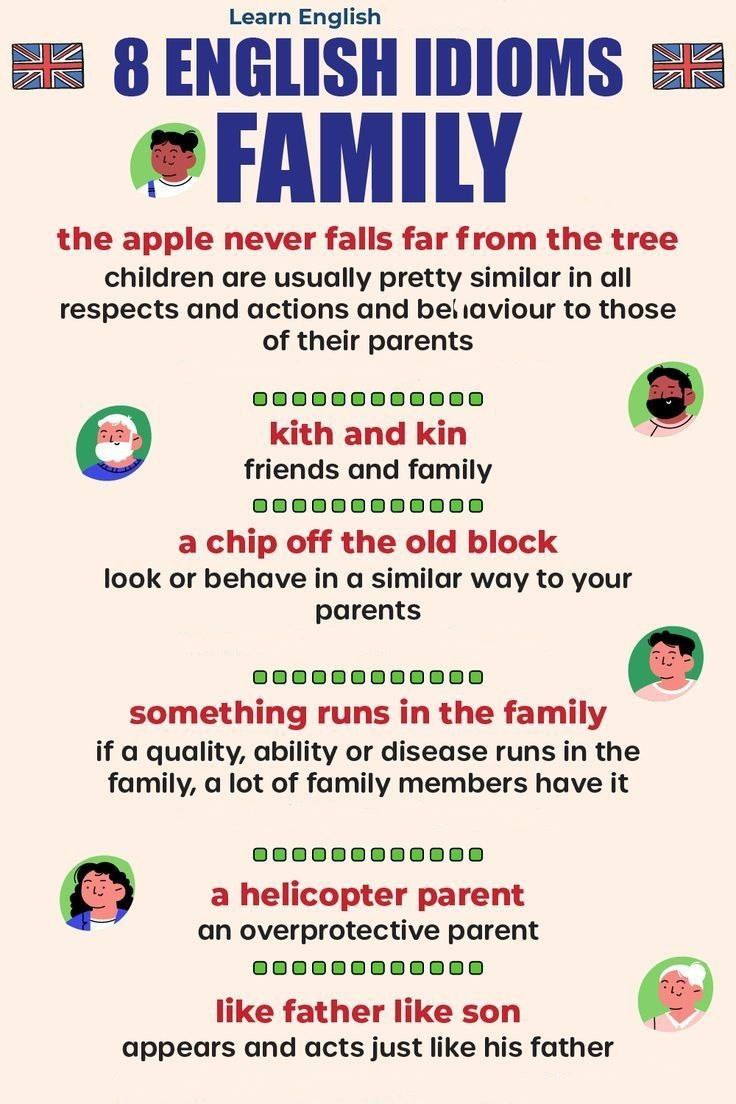 Learn English
8 ENGLISH IDIOMS
FAMILY
the apple never falls far from the tree
children are usually pretty similar in all
respects and actions and behaviour to those
of their parents
kith and kin
friends and family
a chip off the old block
look or behave in a similar way to your
parents
something runs in the family
if a quality, ability or disease runs in the
family, a lot of family members have it
a helicopter parent
an overprotective parent
like father like son
appears and acts just like his father